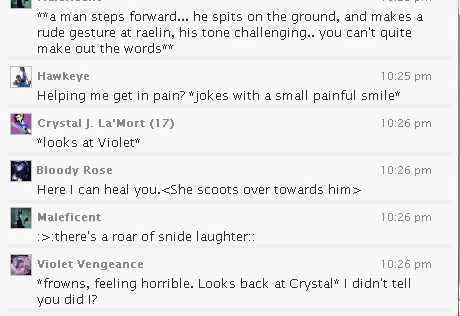 Maleficent
**a man steps forward... he spits on the ground, and makes a
rude gesture at raelin, his tone challenging.. you can't quite
make out the words**
Hawkeye 10:25 pm
Helping me get in pain? *jokes with a small painful smile*
Crystal J. La'Mort (17) 10:26 pm
*looks at Violet*
Bloody Rose 10:26 pm
Here I can heal you.<She scoots over towards him>
Maleficent 10:26 pm
:>:there's a roar of snide laughter::
Violet Vengeance 10:26 pm
*frowns, feeling horrible. Looks back at Crystal* I didn't tell
you did I?